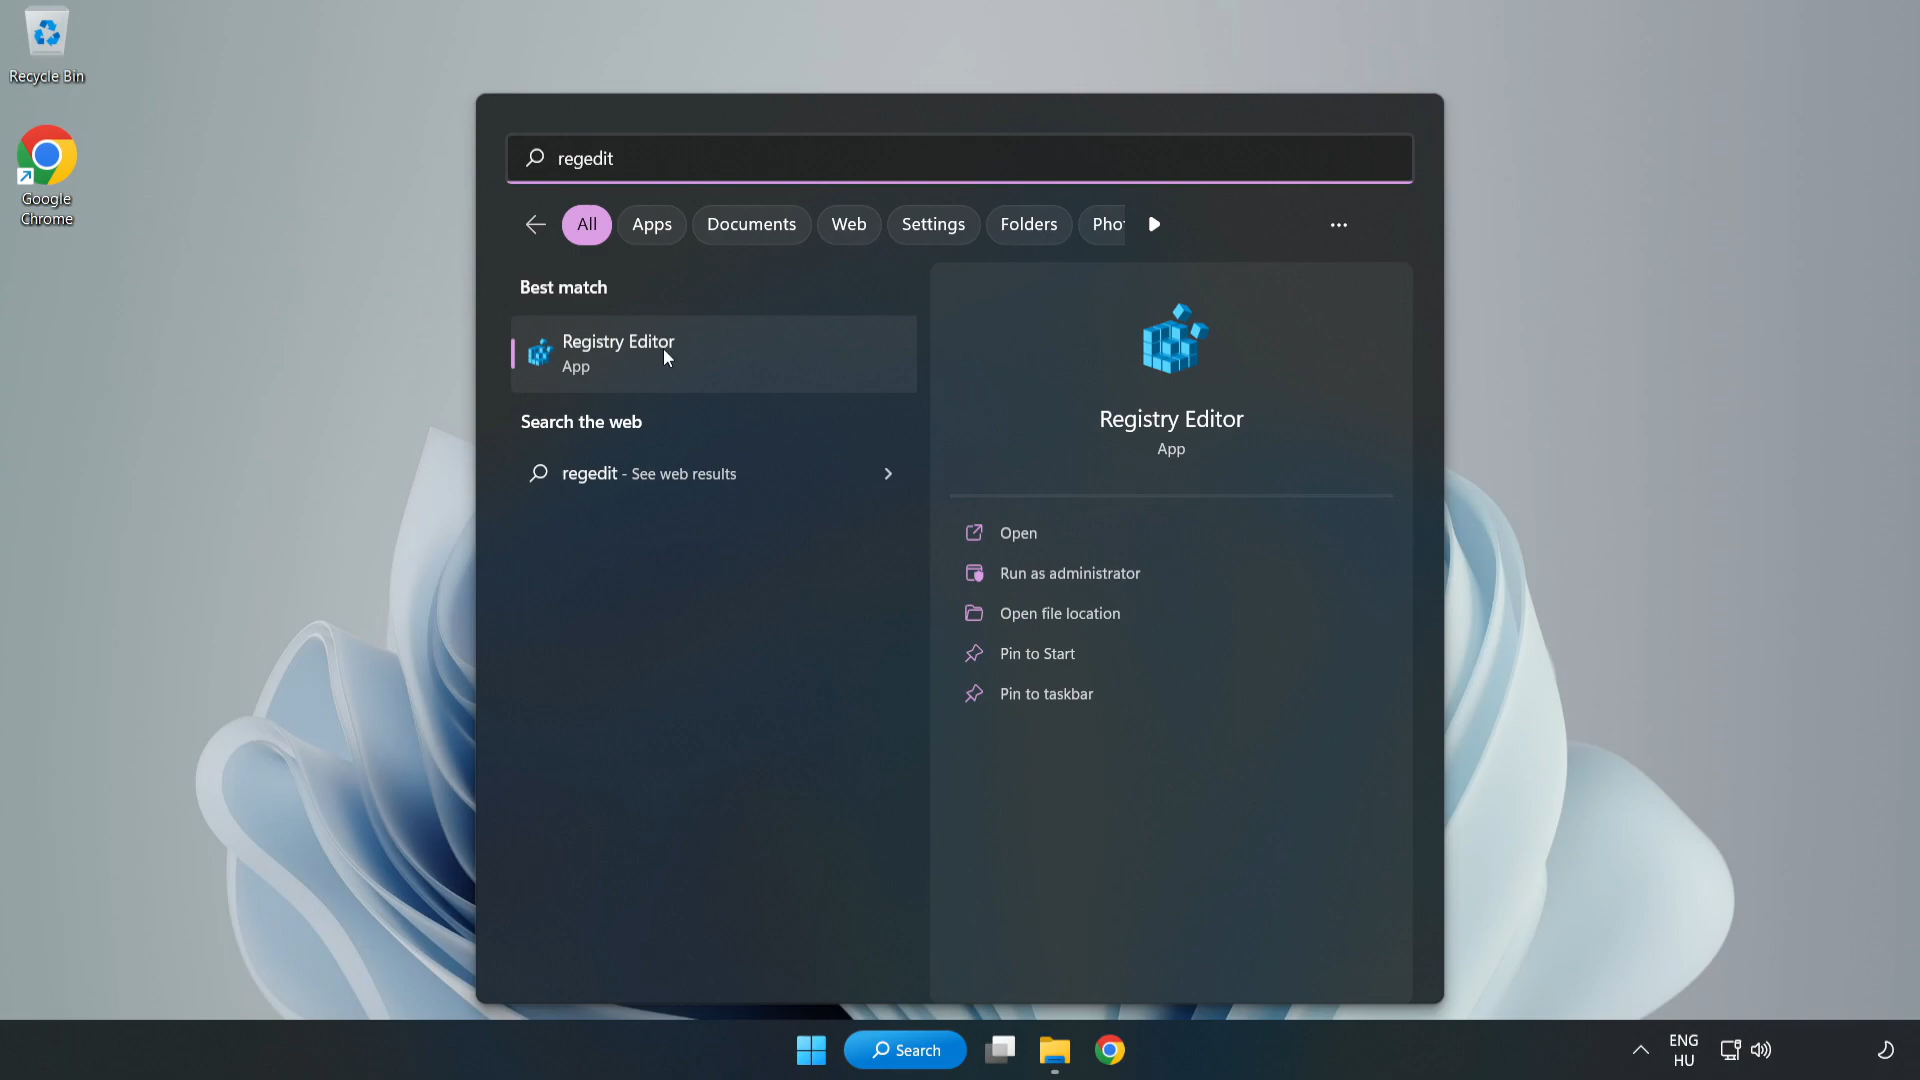 Recycle Bin
Google
Chrome
regedit
All
Apps
Documents
Web
Settings
Folders
Pho
Best match
Registry Editor
App
Search the web
regedit - See web results
Registry Editor
App
Open
Run as administrator
Open file location
Pin to Start
Pin to taskbar
Search
ENG
HU